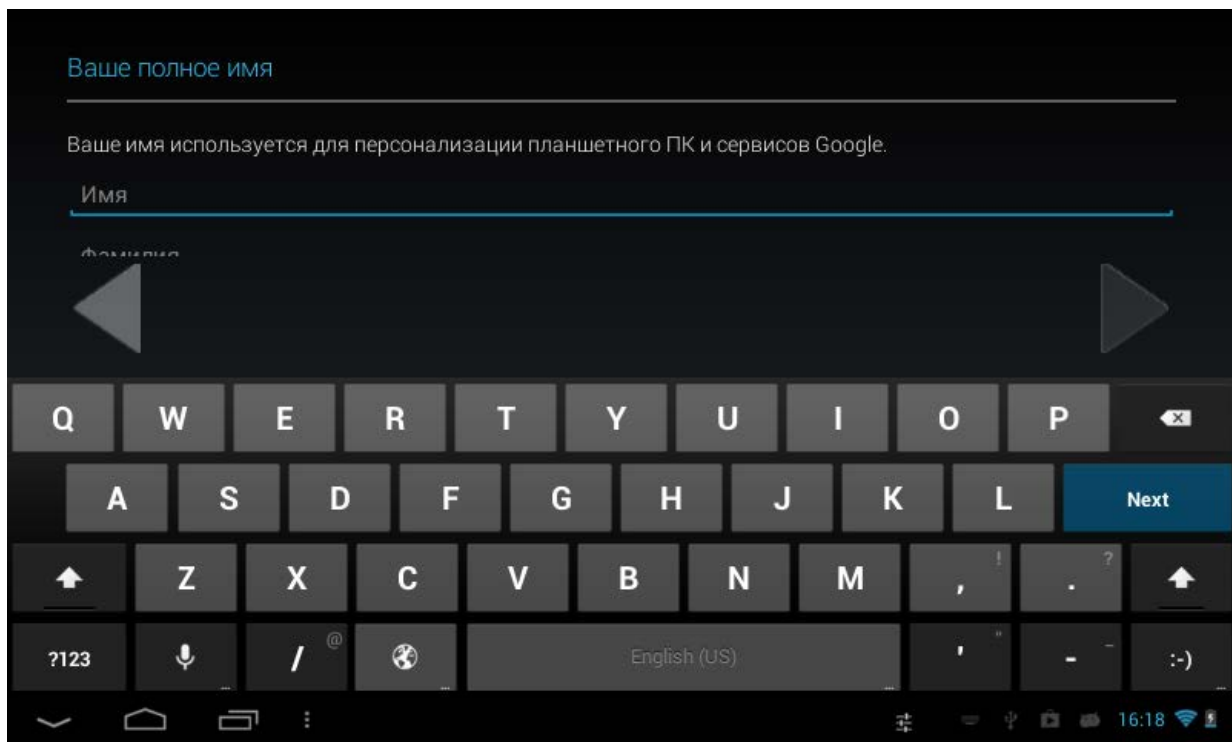 Ваше полное имя
Ваше имя используется для персонализации планшетного ПК и сервисов Google.
Имя
Фамилия
Q W E R T Y U I O P
A S D F G H J K L Next
Z X C V B N M , ! . ?
?123 / @ English (US) ' " - _ :-)
16:18